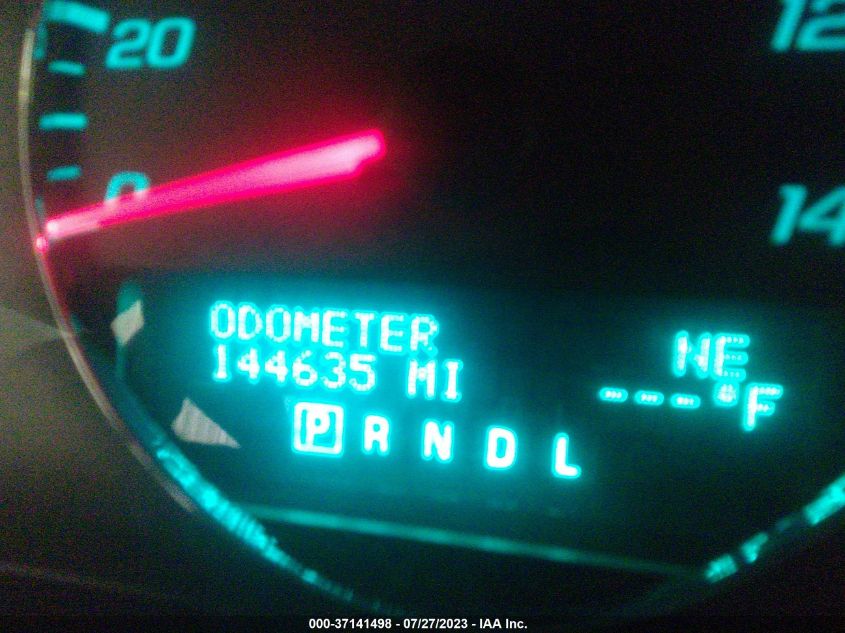 20
12
0
14
ODOMETER
144635 MI
NE
---°F
P R N D L
000-37141498 - 07/27/2023 - IAA Inc.